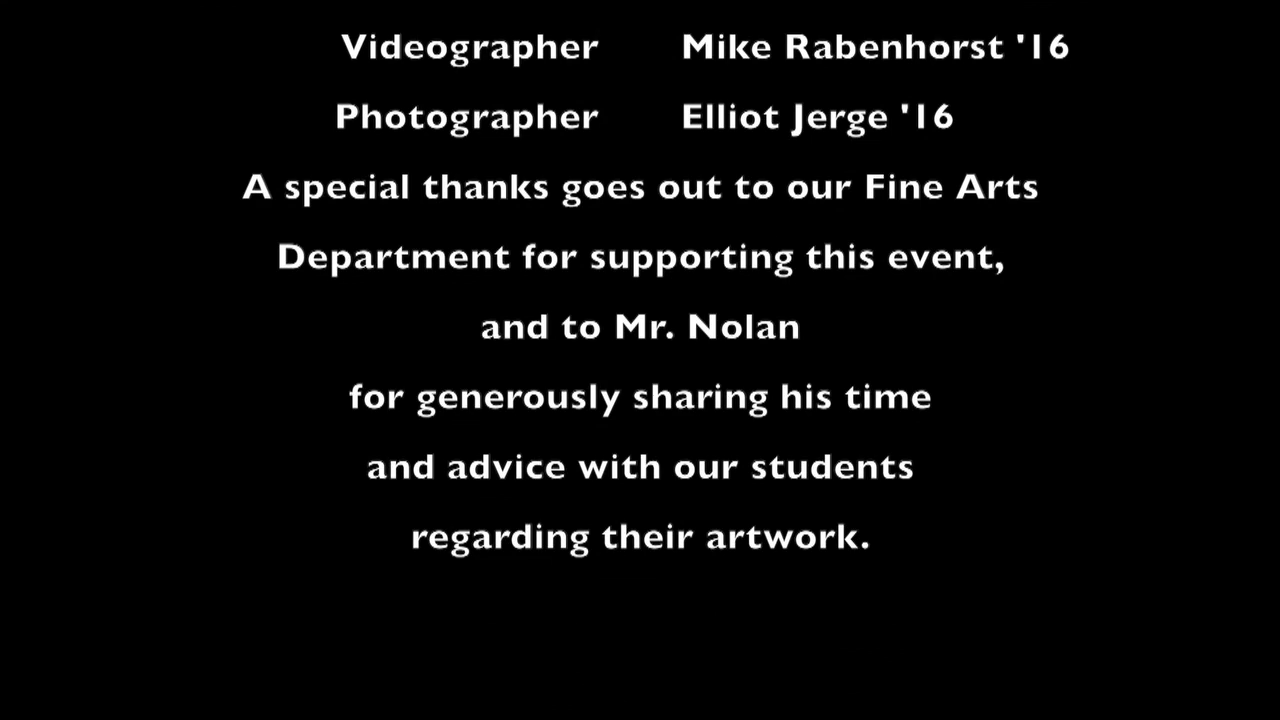 Videographer Mike Rabenhorst '16
Photographer Elliot Jerge '16
A special thanks goes out to our Fine Arts
Department for supporting this event,
and to Mr. Nolan
for generously sharing his time
and advice with our students
regarding their artwork.